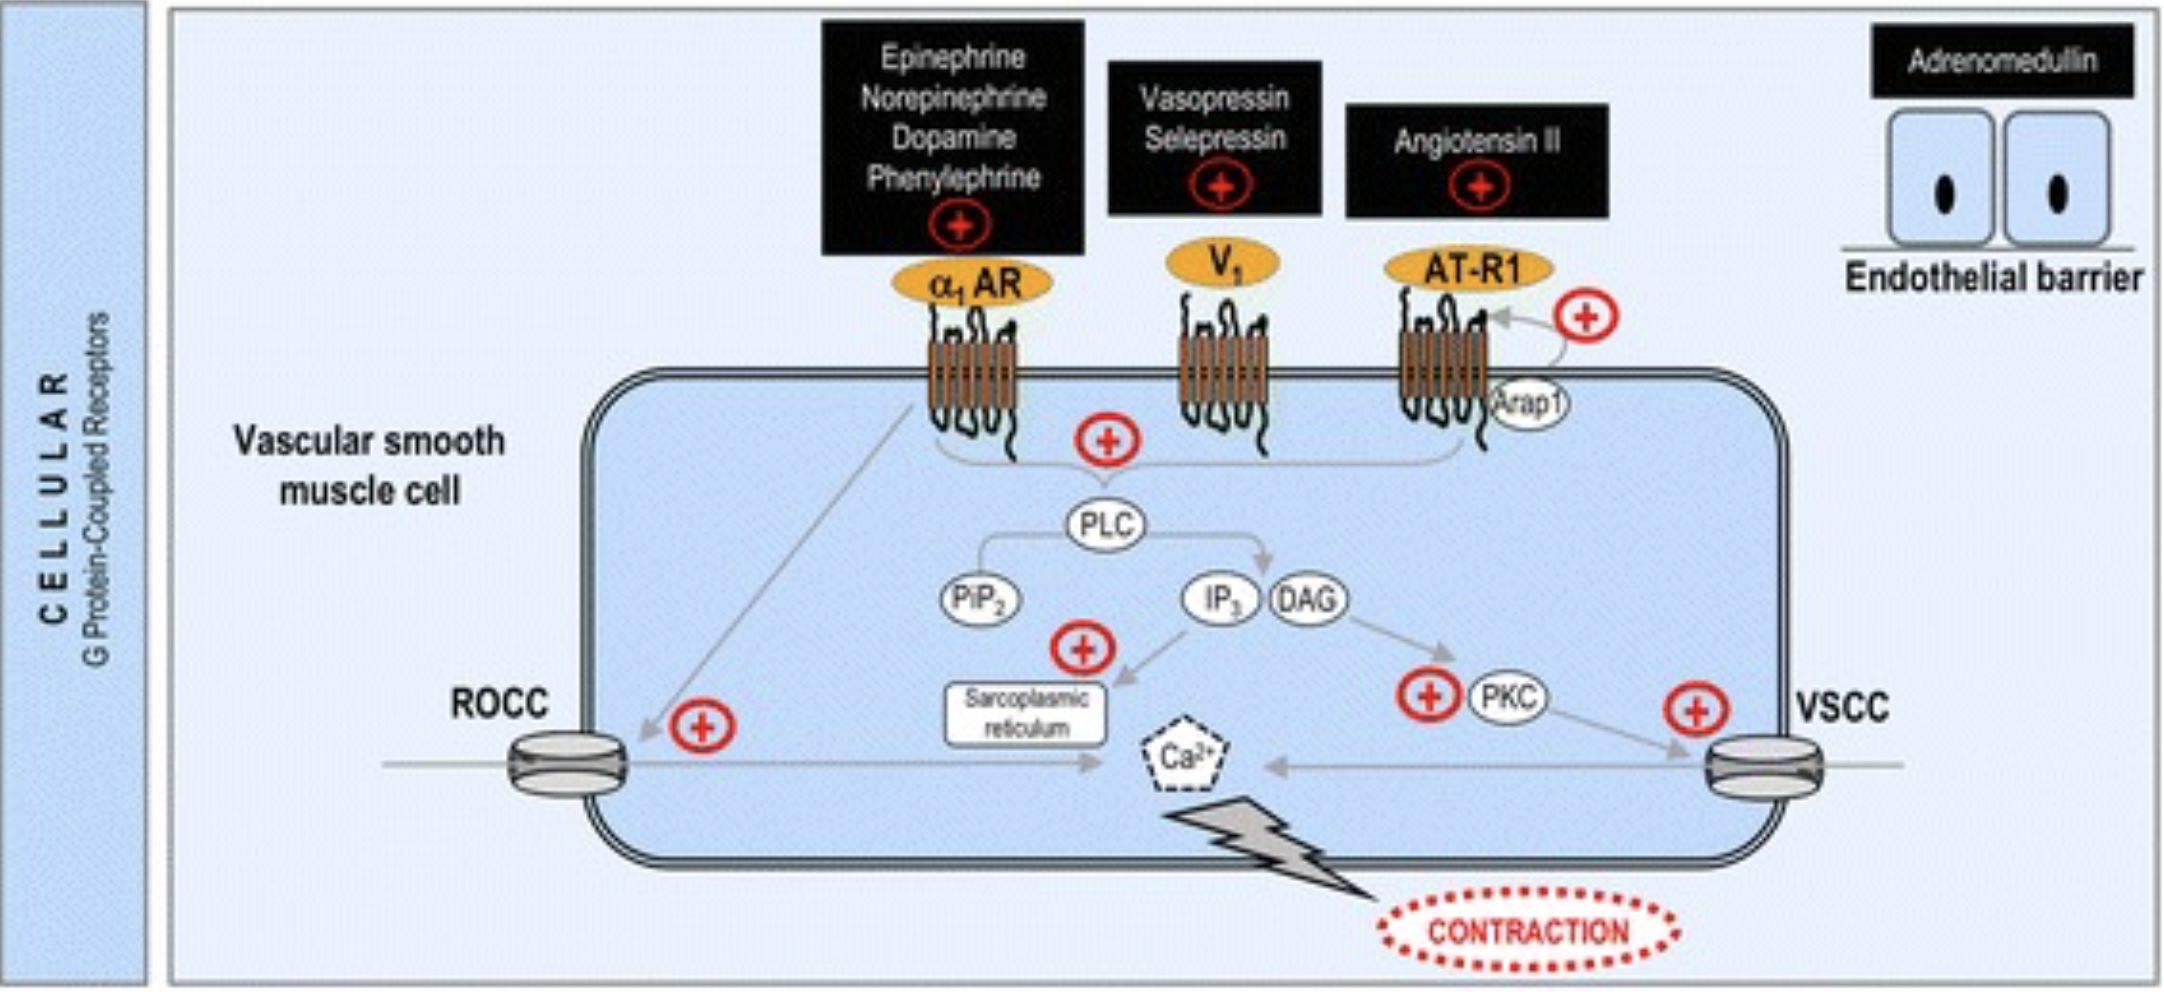 CELLULAR
G Protein-Coupled Receptors
Epinephrine
Norepinephrine
Dopamine
Phenylephrine
+
Vasopressin
Selepressin
+
Angiotensin II
+
Adrenomedullin
Endothelial barrier
α₁ AR
V₁
AT-R1
+
Arap1
Vascular smooth
muscle cell
+
PLC
PiP₂
IP₃
DAG
+
Sarcoplasmic
reticulum
+
PKC
+
ROCC
+
VSCC
Ca²⁺
CONTRACTION